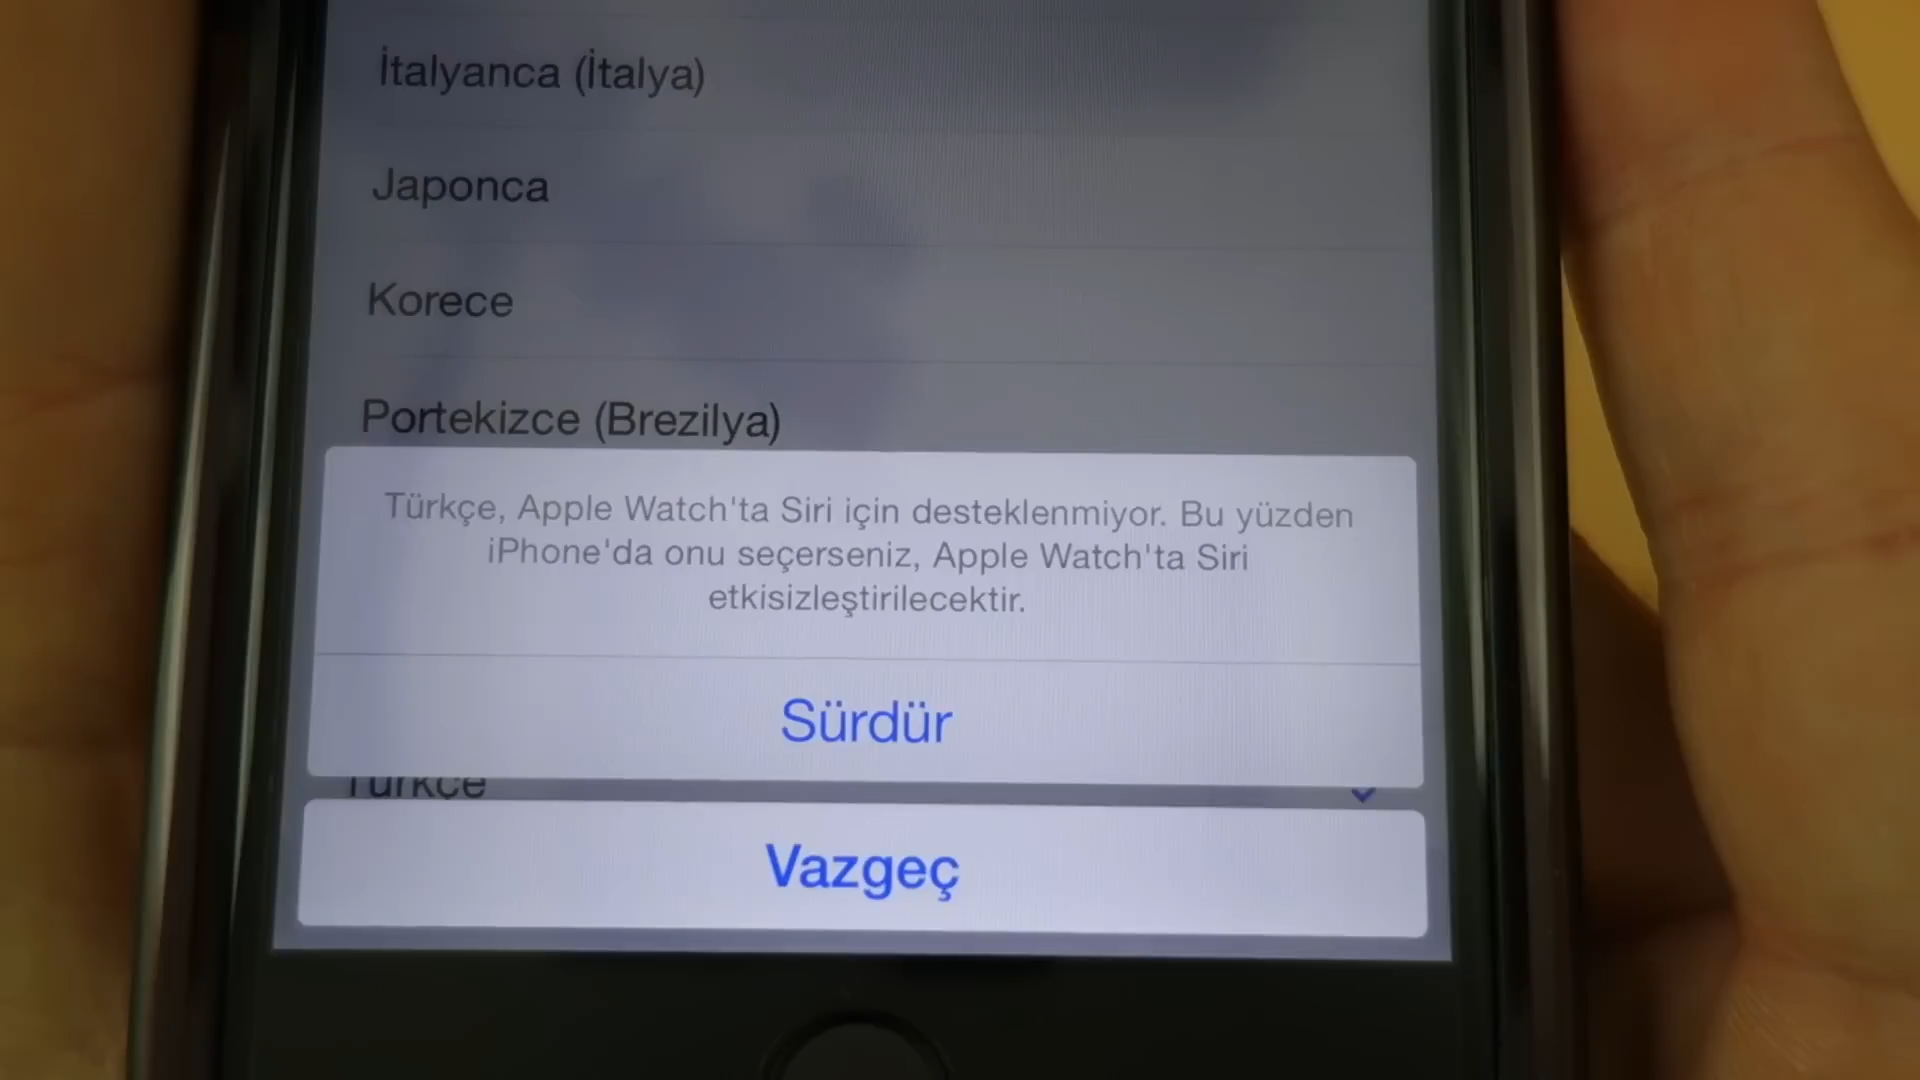 İtalyanca (İtalya)
Japonca
Korece
Portekizce (Brezilya)
Türkçe, Apple Watch'ta Siri için desteklenmiyor. Bu yüzden
iPhone'da onu seçerseniz, Apple Watch'ta Siri
etkisizleştirilecektir.
Sürdür
Türkçe
Vazgeç